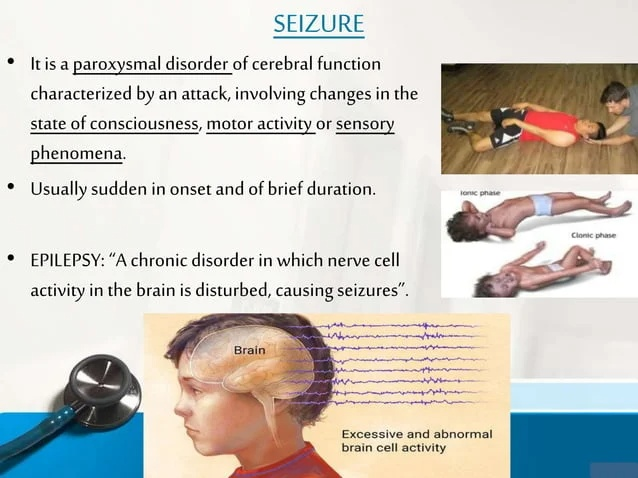 SEIZURE
• It is a paroxysmal disorder of cerebral function
characterized by an attack, involving changes in the
state of consciousness, motor activity or sensory
phenomena.
• Usually sudden in onset and of brief duration.
• EPILEPSY: “A chronic disorder in which nerve cell
activity in the brain is disturbed, causing seizures”.
Tonic phase
Clonic phase
Brain
Excessive and abnormal
brain cell activity